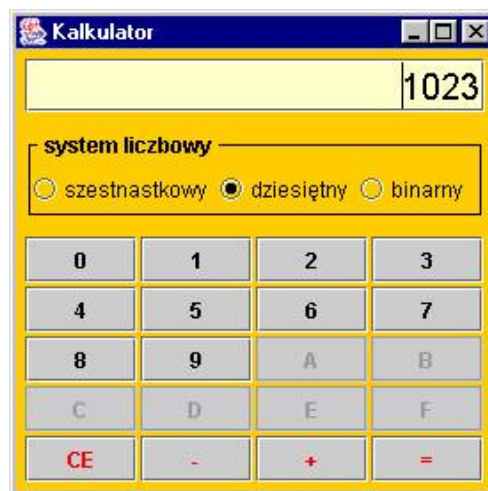 Kalkulator
1023
system liczbowy
szestnastkowy dziesiętny binarny
0 1 2 3
4 5 6 7
8 9 A B
C D E F
CE - + =